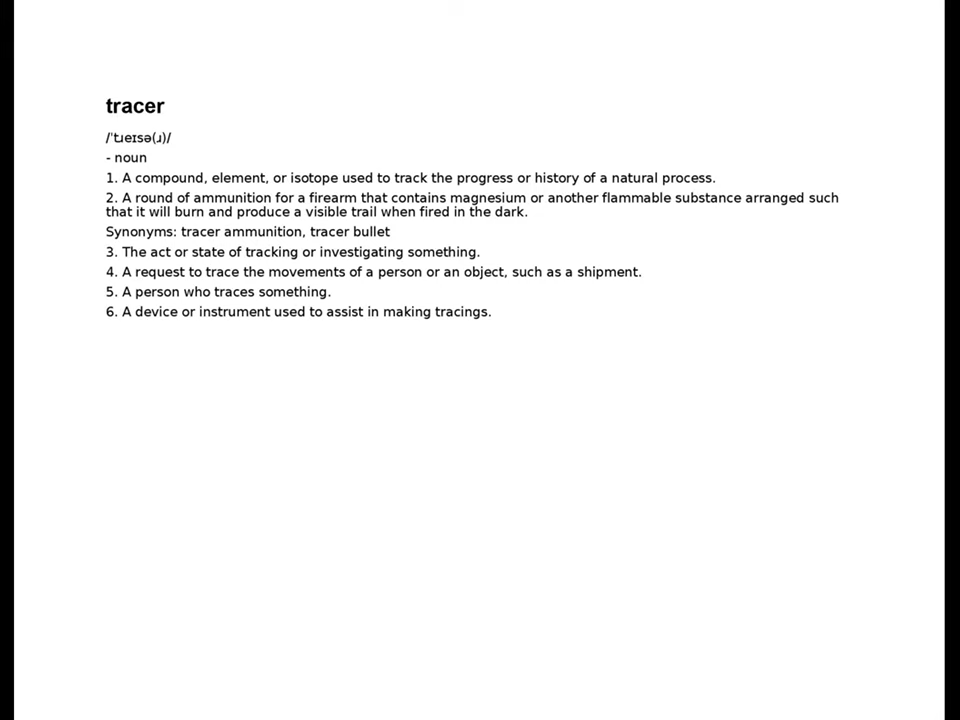 tracer
/ˈtɹeɪsə(ɹ)/
- noun
1. A compound, element, or isotope used to track the progress or history of a natural process.
2. A round of ammunition for a firearm that contains magnesium or another flammable substance arranged such
that it will burn and produce a visible trail when fired in the dark.
Synonyms: tracer ammunition, tracer bullet
3. The act or state of tracking or investigating something.
4. A request to trace the movements of a person or an object, such as a shipment.
5. A person who traces something.
6. A device or instrument used to assist in making tracings.